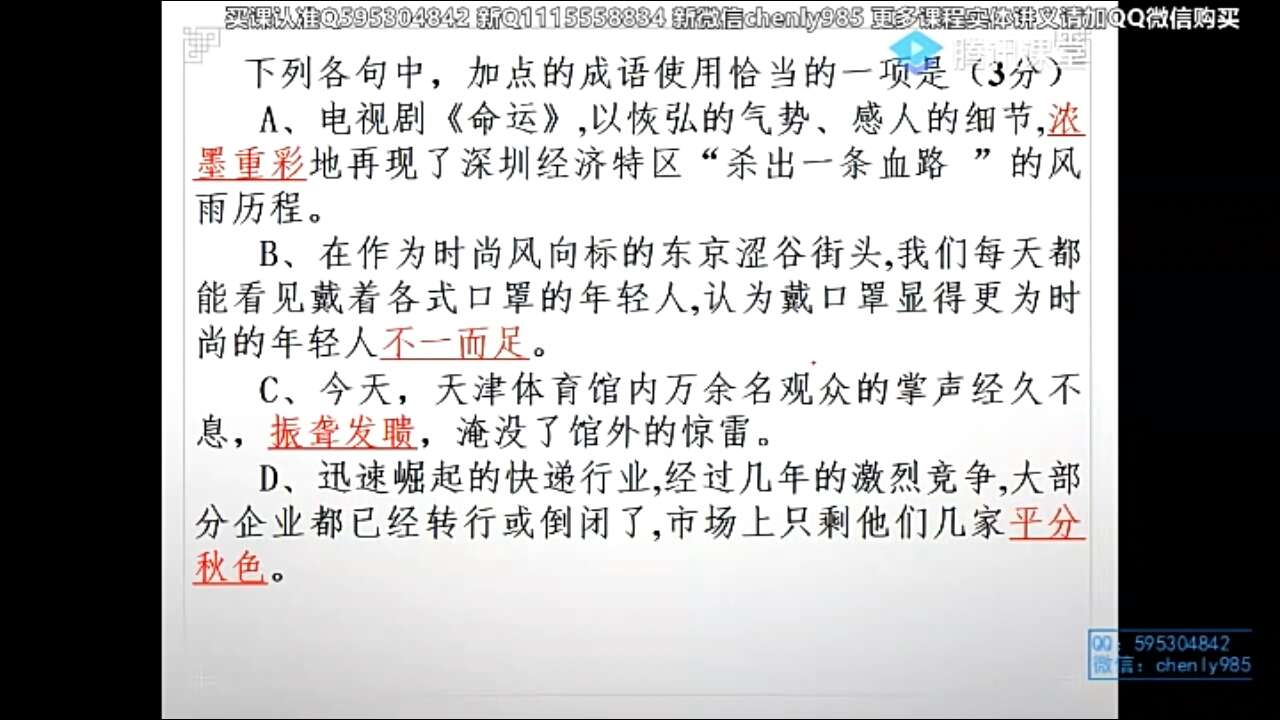 买课认准Q595304842 新Q1115558834 新微信chenly985 更多课程实体讲义请加QQ微信购买
腾讯课堂
下列各句中，加点的成语使用恰当的一项是（3分）
A、电视剧《命运》,以恢弘的气势、感人的细节,浓
墨重彩地再现了深圳经济特区“杀出一条血路 ”的风
雨历程。
B、在作为时尚风向标的东京涩谷街头,我们每天都
能看见戴着各式口罩的年轻人,认为戴口罩显得更为时
尚的年轻人不一而足。
C、今天，天津体育馆内万余名观众的掌声经久不
息，振聋发聩，淹没了馆外的惊雷。
D、迅速崛起的快递行业,经过几年的激烈竞争,大部
分企业都已经转行或倒闭了,市场上只剩他们几家平分
秋色。
QQ：595304842
微信：chenly985